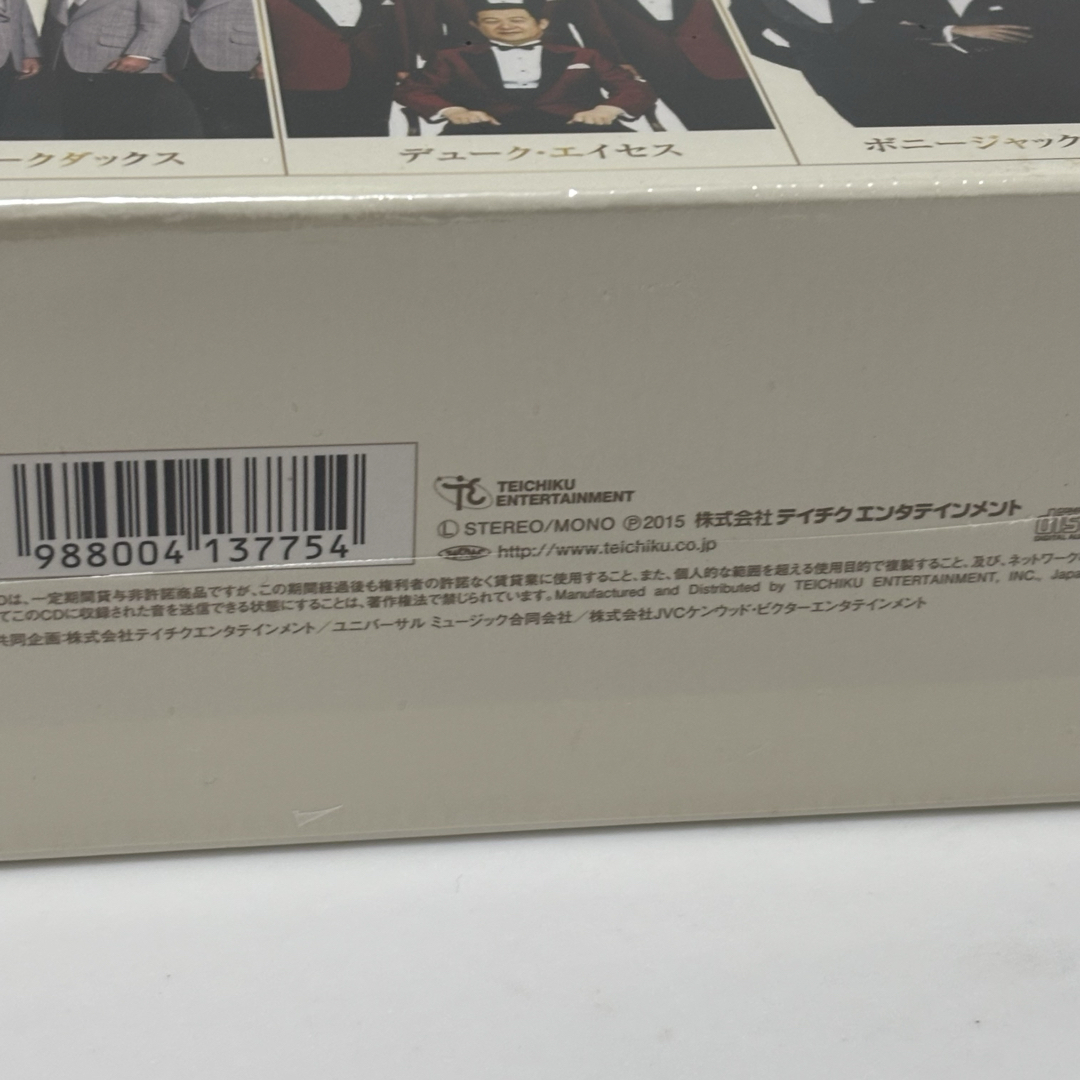 ークダックス
デューク・エイセス
ボニージャック
988004 137754
TEICHIKU
ENTERTAINMENT
Ⓛ STEREO/MONO ℗2015 株式会社テイチクエンタテインメント
http://www.teichiku.co.jp
Dは、一定期間貸与非許諾商品ですが、この期間経過後も権利者の許諾なく賃貸業に使用すること、また、個人的な範囲を超える使用目的で複製すること、及び、ネットワーク
てこのCDに収録された音を送信できる状態にすることは、著作権法で禁じられています。Manufactured and Distributed by TEICHIKU ENTERTAINMENT, INC., Japa
共同企画:株式会社テイチクエンタテインメント/ユニバーサル ミュージック合同会社/株式会社JVCケンウッド・ビクターエンタテインメント